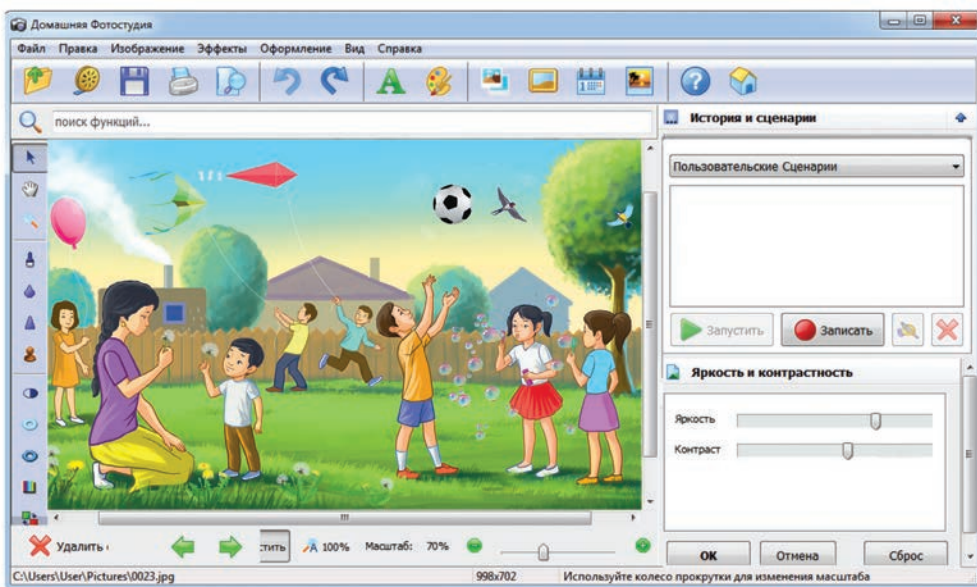 Домашняя Фотостудия
Файл Правка Изображение Эффекты Оформление Вид Справка
поиск функций...
История и сценарии
Пользовательские Сценарии
Запустить
Записать
Яркость и контрастность
Яркость
Контраст
Удалить
стить
100%
Масштаб: 70%
ОК
Отмена
Сброс
C:\Users\User\Pictures\0023.jpg
998x702
Используйте колесо прокрутки для изменения масштаба